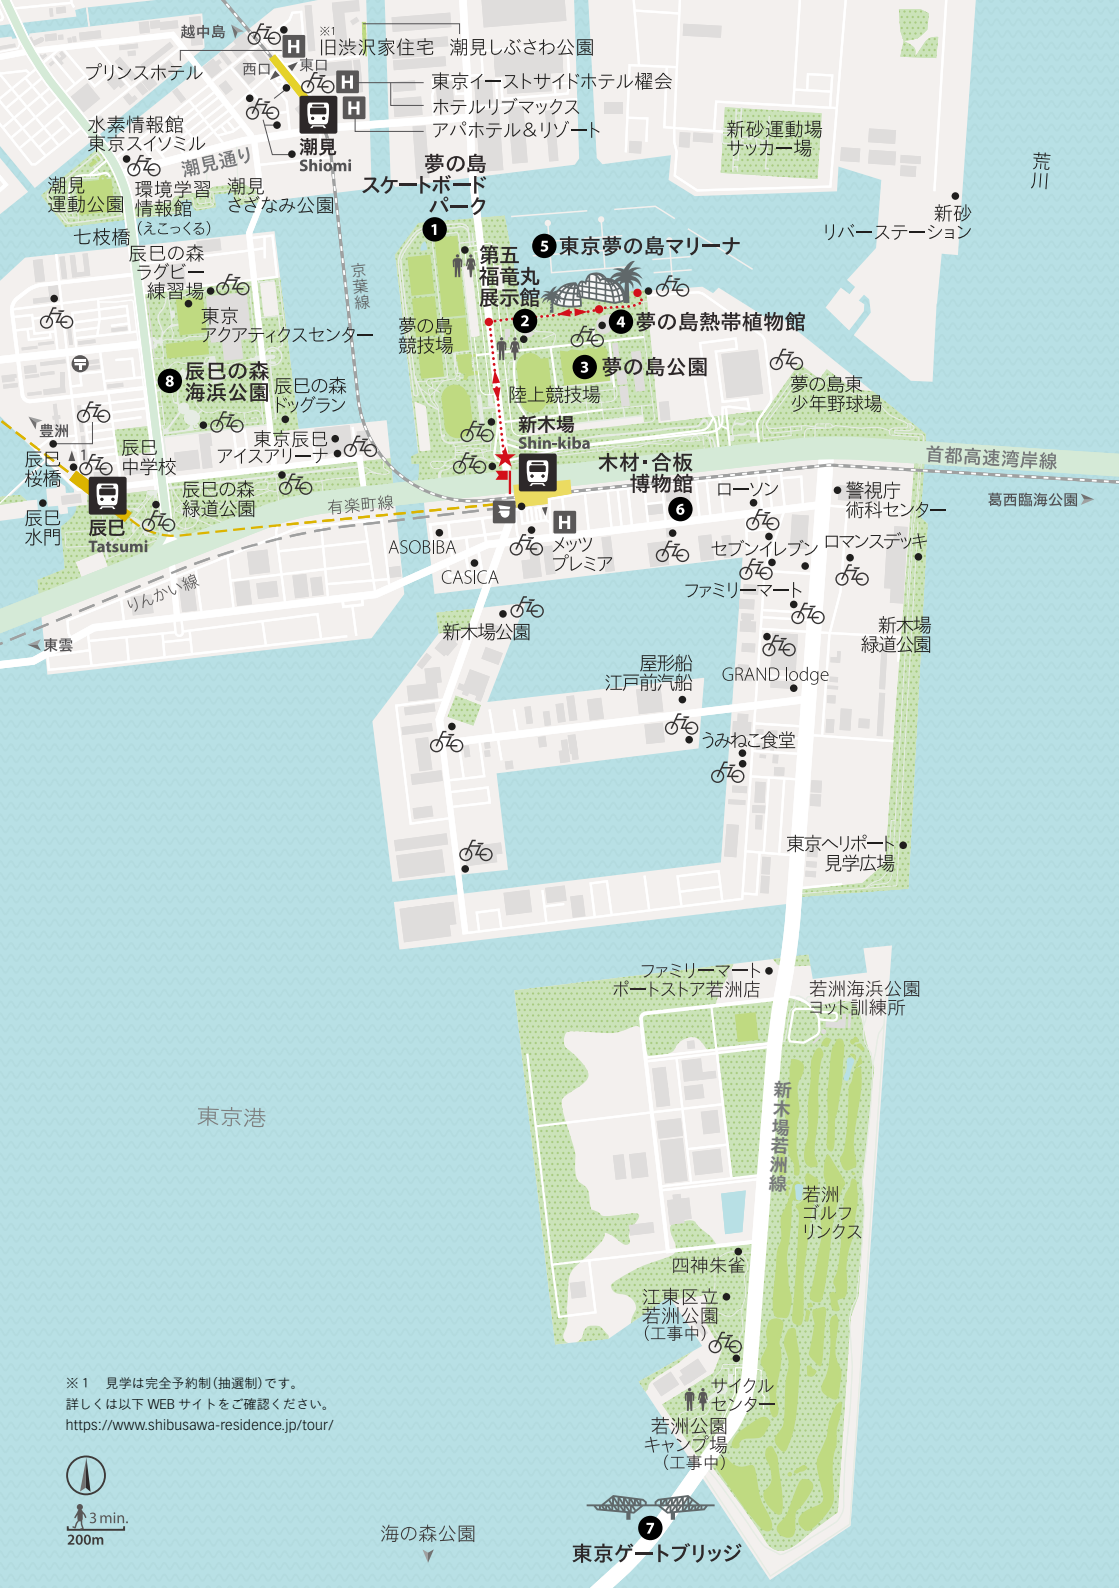 越中島
※1
旧渋沢家住宅
潮見しぶさわ公園
H
プリンスホテル
西口
東口
H
東京イーストサイドホテル櫂会
ホテルリブマックス
H
アパホテル＆リゾート
潮見
Shiomi
水素情報館
東京スイソミル
潮見通り
潮見
運動公園
環境学習
情報館
（えこっくる）
潮見
さざなみ公園
七枝橋
夢の島
スケートボード
パーク
1
新砂運動場
サッカー場
荒川
新砂
リバーステーション
5 東京夢の島マリーナ
第五
福竜丸
展示館
2
京葉線
辰巳の森
ラグビー
練習場
東京
アクアティクスセンター
夢の島
競技場
4 夢の島熱帯植物館
3 夢の島公園
陸上競技場
夢の島東
少年野球場
8 辰巳の森
海浜公園
辰巳の森
ドッグラン
豊洲
1
辰巳
桜橋
辰巳
中学校
東京辰巳
アイスアリーナ
新木場
Shin-kiba
木材・合板
博物館
6
首都高速湾岸線
葛西臨海公園
辰巳の森
緑道公園
有楽町線
辰巳
水門
辰巳
Tatsumi
ローソン
警視庁
術科センター
ASOBIBA
H
メッツ
プレミア
セブンイレブン
ロマンスデッキ
CASICA
ファミリーマート
りんかい線
東雲
新木場公園
新木場
緑道公園
屋形船
江戸前汽船
GRAND lodge
うみねこ食堂
東京ヘリポート
見学広場
ファミリーマート
ポートストア若洲店
若洲海浜公園
ヨット訓練所
東京港
新木場若洲線
若洲
ゴルフ
リンクス
四神朱雀
江東区立
若洲公園
（工事中）
サイクル
センター
若洲公園
キャンプ場
（工事中）
※1　見学は完全予約制（抽選制）です。
詳しくは以下 WEB サイトをご確認ください。
https://www.shibusawa-residence.jp/tour/
3 min.
200m
海の森公園
7
東京ゲートブリッジ